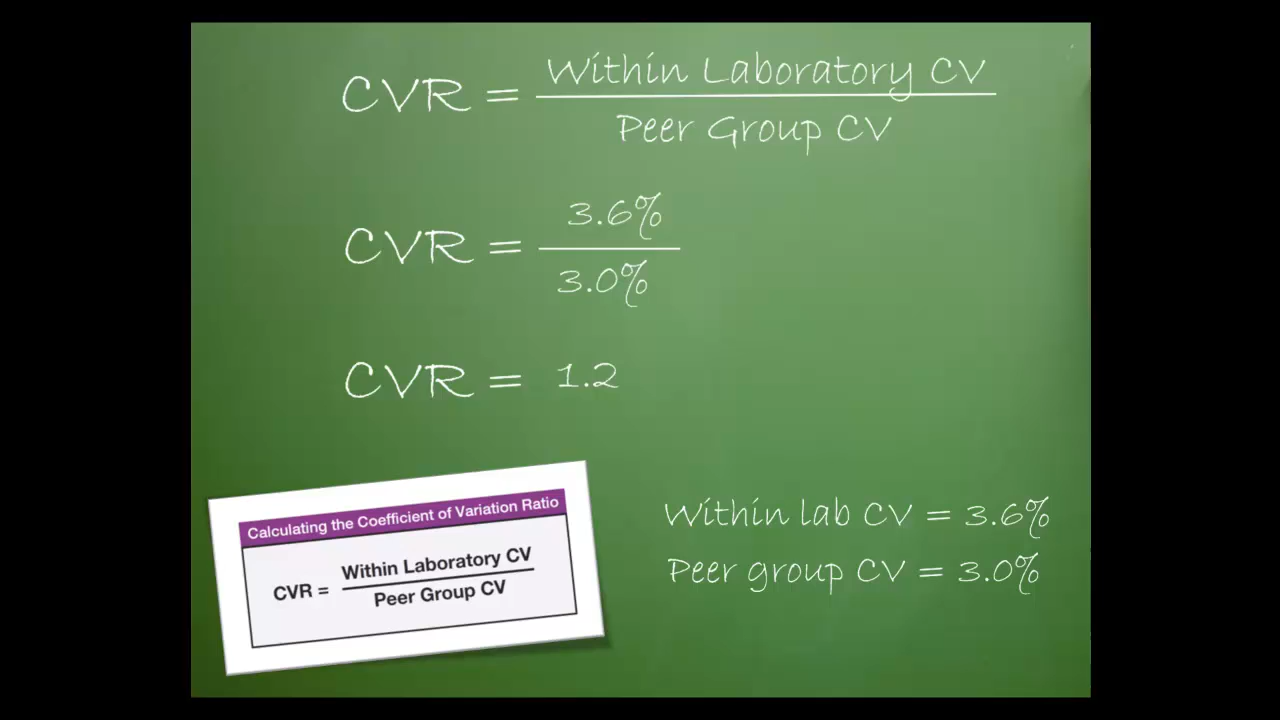 CVR = Within Laboratory CV
Peer Group CV
CVR = 3.6%
3.0%
CVR = 1.2
Calculating the Coefficient of Variation Ratio
CVR = Within Laboratory CV
Peer Group CV
Within lab CV = 3.6%
Peer group CV = 3.0%